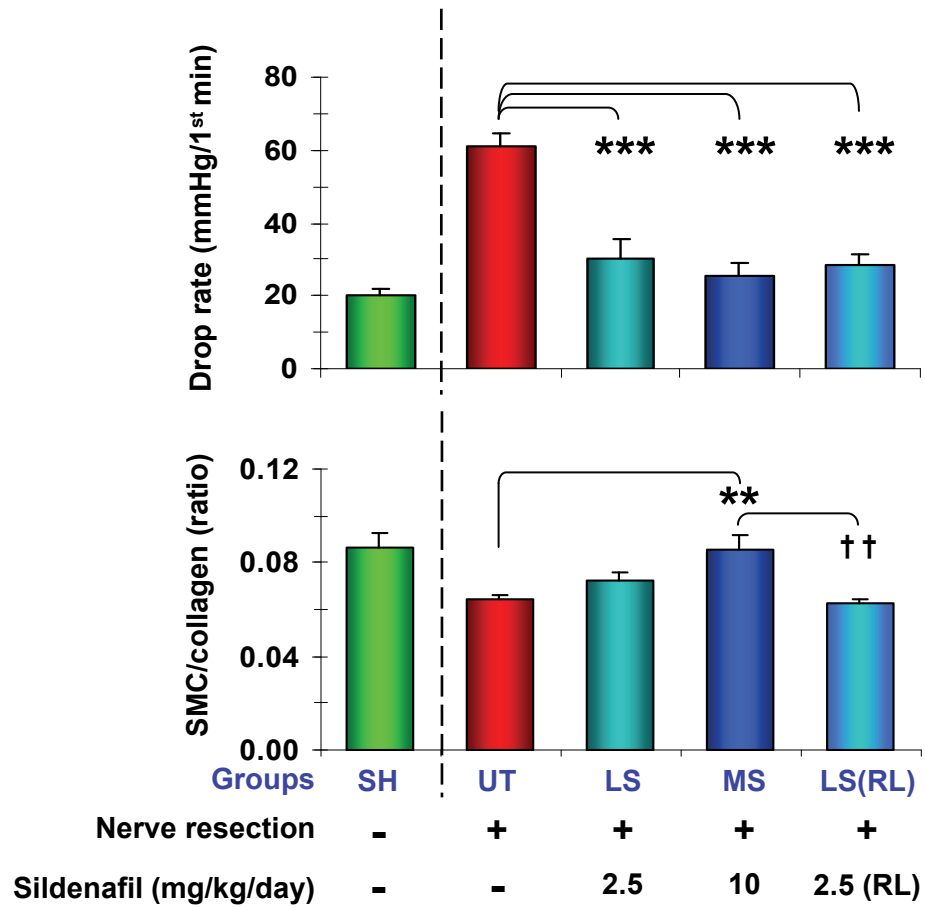 Drop rate (mmHg/1st min)
80
60
40
20
0
*** *** ***
SMC/collagen (ratio)
0.12
0.08
0.04
0.00
**
††
Groups SH UT LS MS LS(RL)
Nerve resection - + + + +
Sildenafil (mg/kg/day) - - 2.5 10 2.5 (RL)